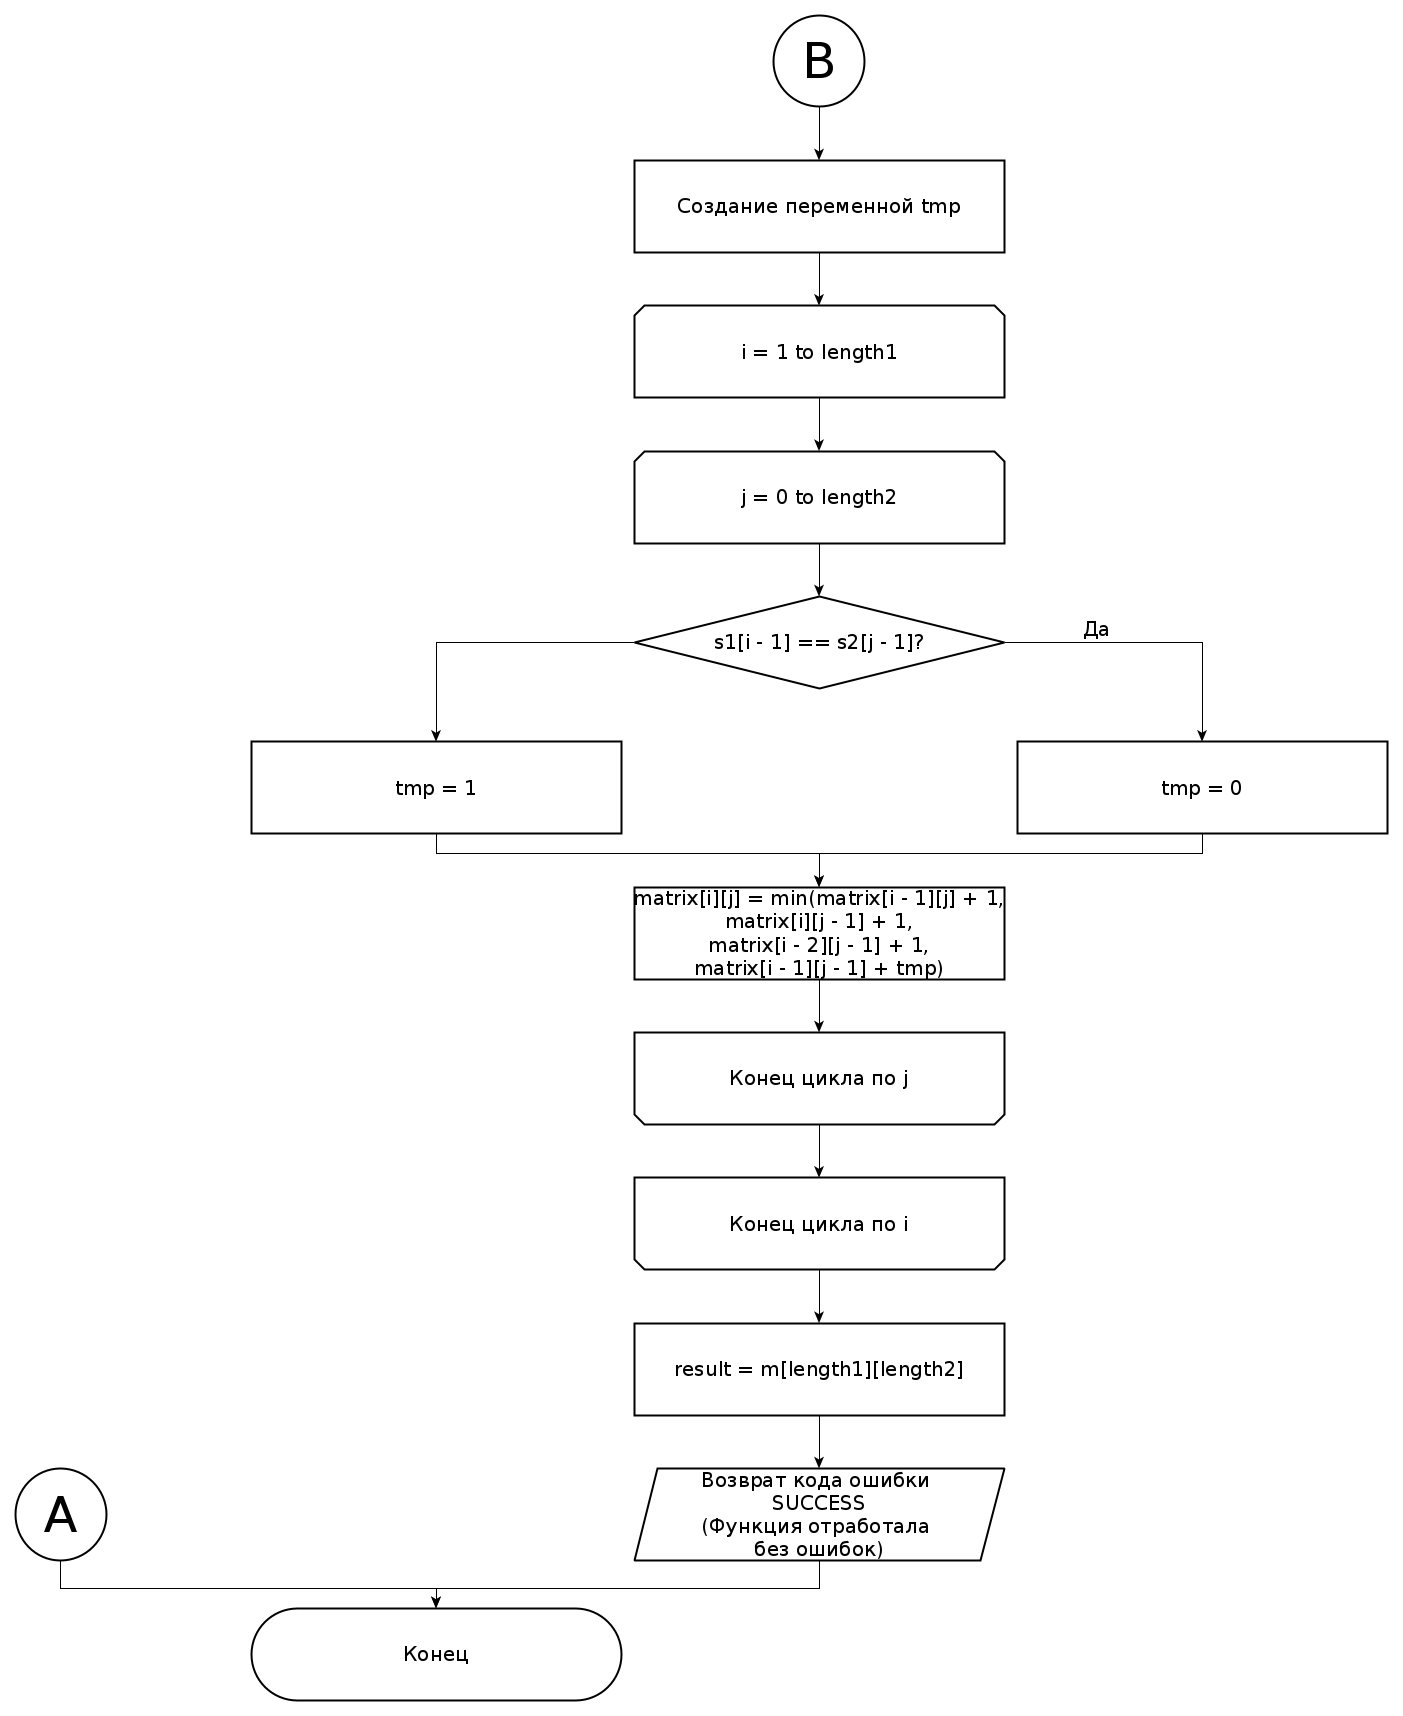 B
Создание переменной tmp
i = 1 to length1
j = 0 to length2
s1[i - 1] == s2[j - 1]?
Да
tmp = 1
tmp = 0
matrix[i][j] = min(matrix[i - 1][j] + 1,
matrix[i][j - 1] + 1,
matrix[i - 2][j - 1] + 1,
matrix[i - 1][j - 1] + tmp)
Конец цикла по j
Конец цикла по i
result = m[length1][length2]
Возврат кода ошибки
SUCCESS
(Функция отработала
без ошибок)
A
Конец